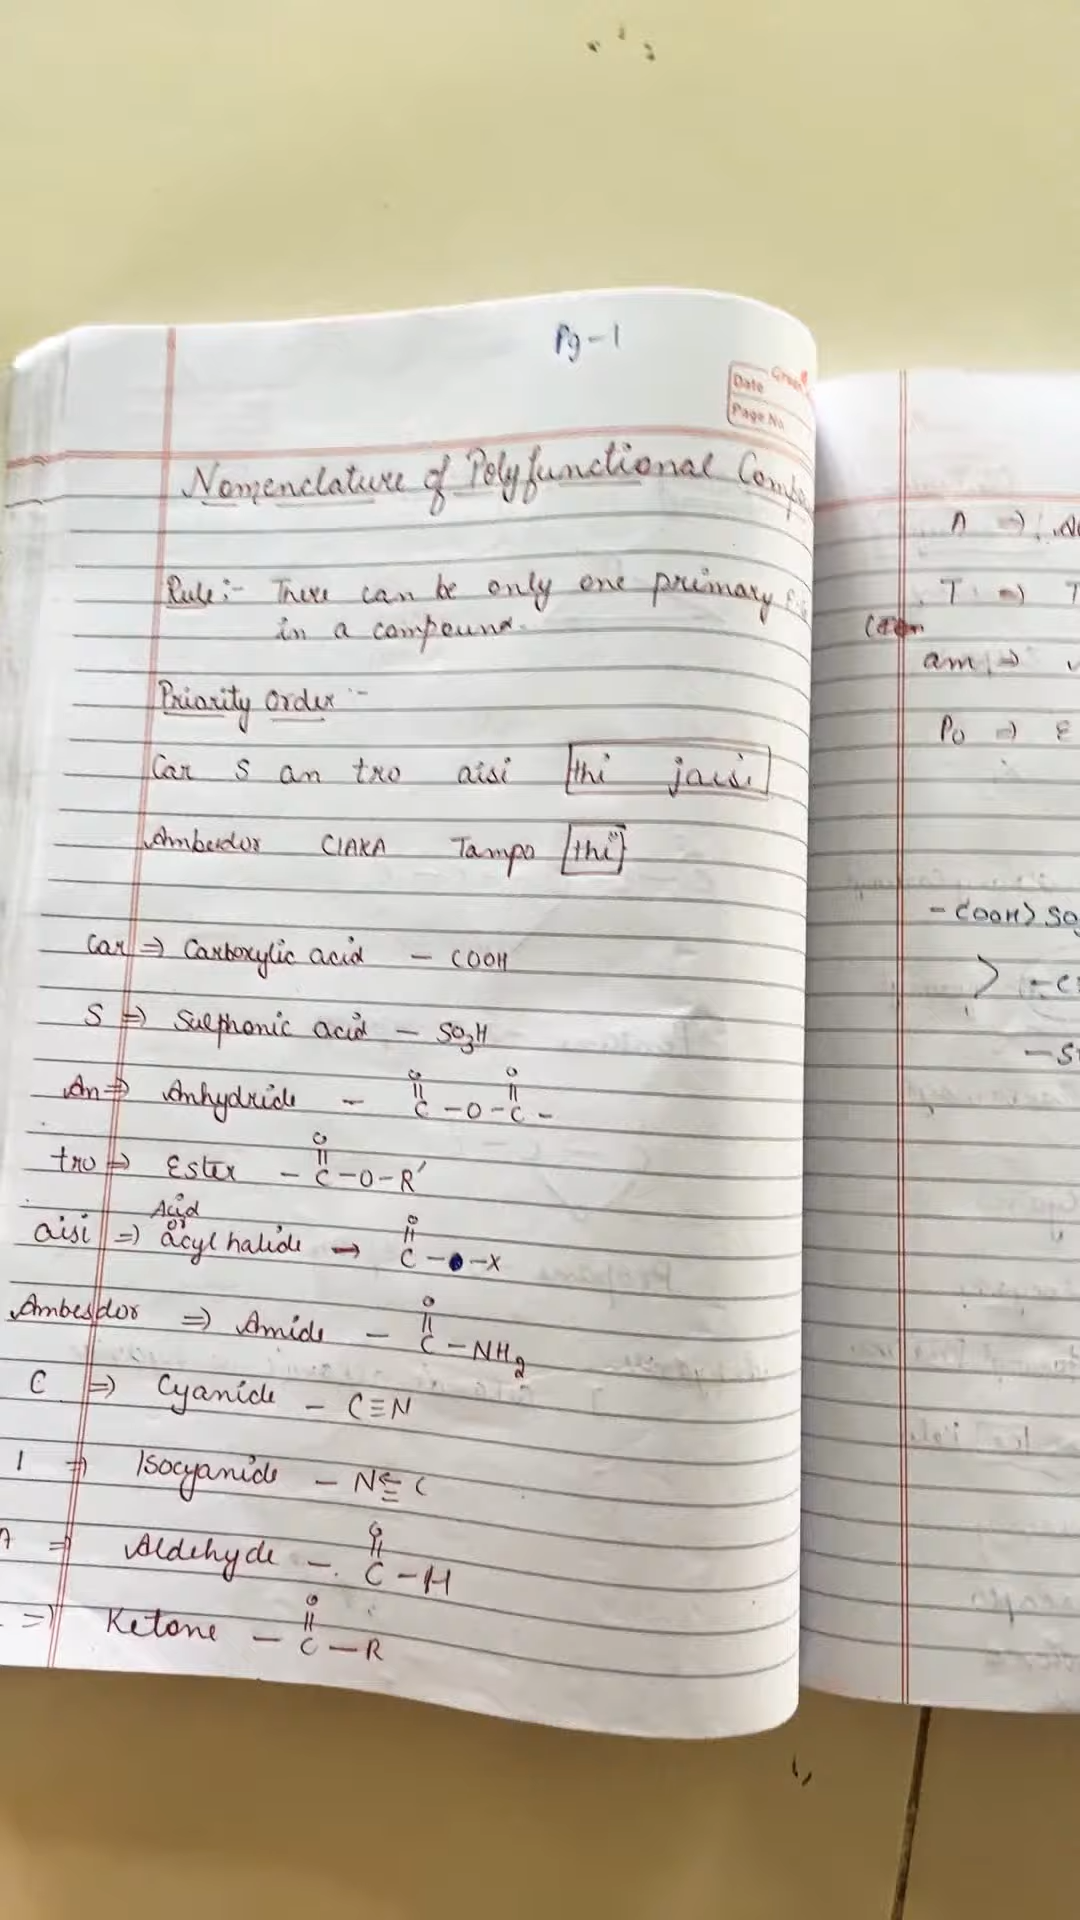 Pg-1
Date
Page No.
Nomenclature of Polyfunctional
Rule:- There can be only one primary
in a compound.
Priority Order :-
Car S an tro aisi thi jaisi
Ambesdor CIAKA Tampo thi
Car ⇒ Carboxylic acid - COOH
S ⇒ Sulphonic acid - SO₃H
An ⇒ Anhydride -
O O
|| ||
C - O - C -
O
||
tro ⇒ Ester - C - O - R'
Acid
or
O
||
aisi ⇒ acyl halide → C - - X
O
||
Ambesdor ⇒ Amide - C - NH₂
C ⇒ Cyanide - C≡N
I ⇒ Isocyanide - N≡C
O
||
A ⇒ Aldehyde - C - H
O
||
⇒ Ketone - C - R
A ⇒
T ⇒ T
am ⇒
Po ⇒ E
- COOH > SO
>